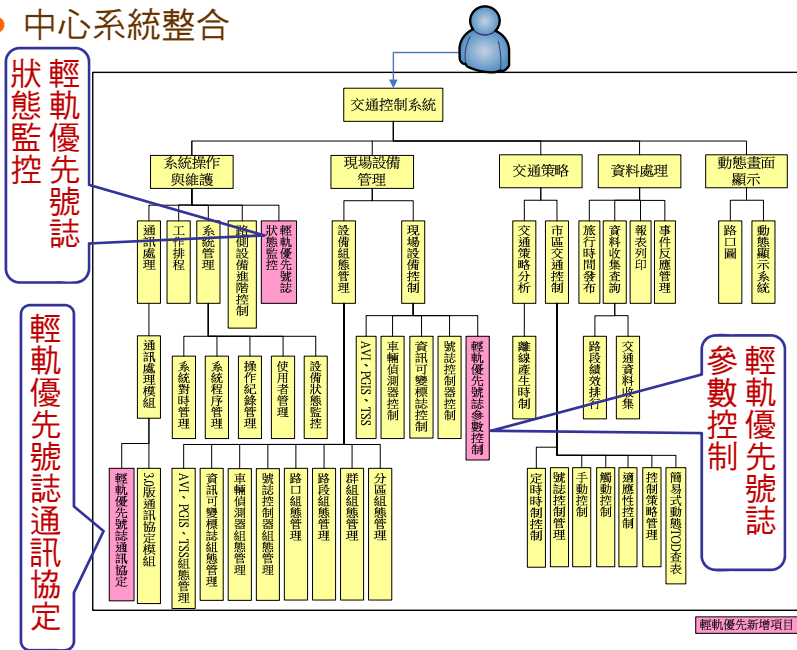 中心系統整合
輕軌優先號誌
狀態監控
交通控制系統
系統操作
與維護
現場設備
管理
交通策略
資料處理
動態畫面
顯示
通訊處理
工作排程
系統管理
路側設備進階控制
輕軌優先號誌
狀態監控
設備組態管理
現場設備控制
交通策略分析
市區交通控制
旅行時間發布
資料收集查詢
報表列印
事件反應管理
路口圖
動態顯示系統
通訊處理模組
系統對時管理
系統程序管理
操作紀錄管理
使用者管理
設備狀態監控
AVI、PGIS、TSS
車輛偵測器控制
資訊可變標誌控制
號誌控制器控制
輕軌優先號誌參數控制
離線產生時制
路段績效排行
交通資料收集
輕軌優先號誌
參數控制
輕軌優先號誌通訊協定
輕軌優先號誌通訊協定
3.0版通訊協定模組
AVI、PGIS、TSS組態管理
資訊可變標誌組態管理
車輛偵測器組態管理
號誌控制器組態管理
路口組態管理
路段組態管理
群組組態管理
分區組態管理
定時時制控制
號誌控制管理
手動控制
觸動控制
適應性控制
控制策略管理
簡易式動態TOD查表
輕軌優先新增項目